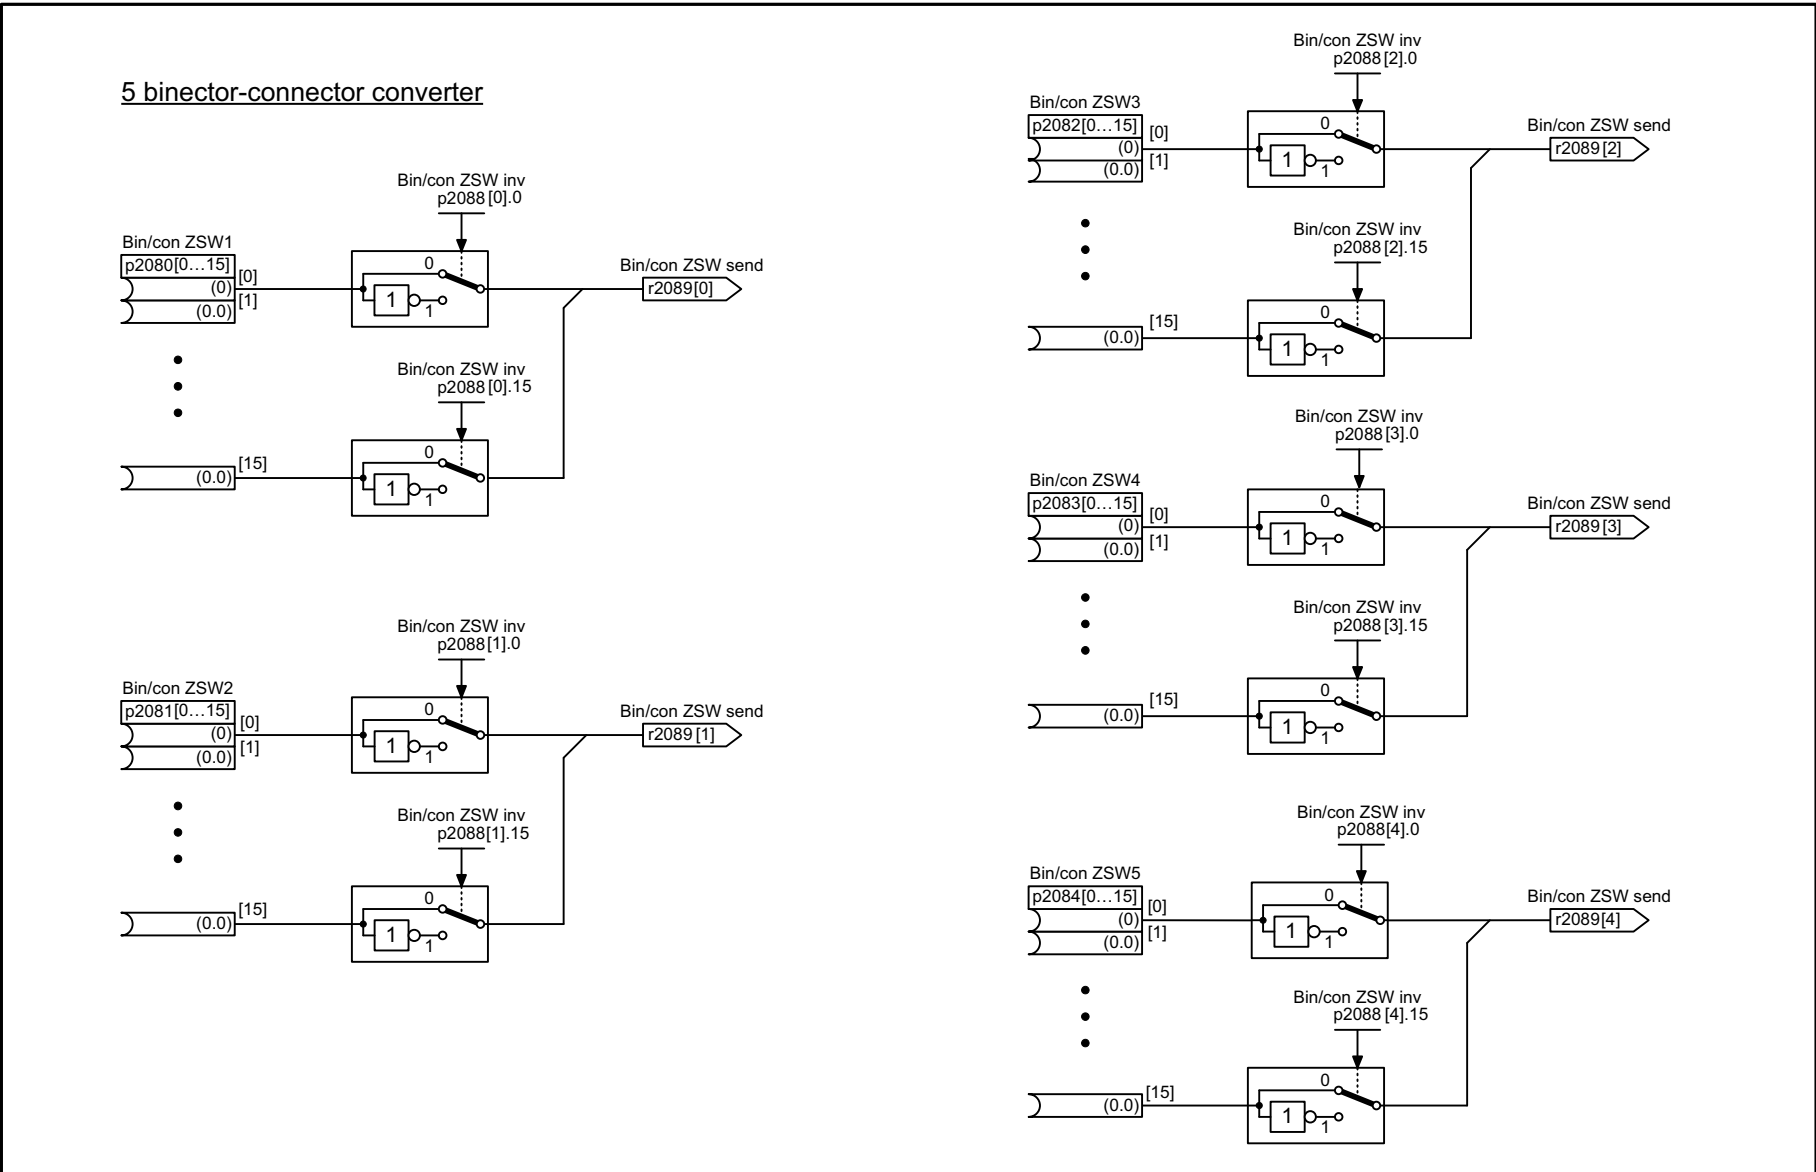 5 binector-connector converter
Bin/con ZSW inv
p2088[0].0
Bin/con ZSW1
p2080[0...15]
[0]
(0)
[1]
(0.0)
0
1
1
Bin/con ZSW send
r2089[0]
Bin/con ZSW inv
p2088[0].15
[15]
(0.0)
0
1
1
Bin/con ZSW inv
p2088[1].0
Bin/con ZSW2
p2081[0...15]
[0]
(0)
[1]
(0.0)
0
1
1
Bin/con ZSW send
r2089[1]
Bin/con ZSW inv
p2088[1].15
[15]
(0.0)
0
1
1
Bin/con ZSW inv
p2088[2].0
Bin/con ZSW3
p2082[0...15]
[0]
(0)
[1]
(0.0)
0
1
1
Bin/con ZSW send
r2089[2]
Bin/con ZSW inv
p2088[2].15
[15]
(0.0)
0
1
1
Bin/con ZSW inv
p2088[3].0
Bin/con ZSW4
p2083[0...15]
[0]
(0)
[1]
(0.0)
0
1
1
Bin/con ZSW send
r2089[3]
Bin/con ZSW inv
p2088[3].15
[15]
(0.0)
0
1
1
Bin/con ZSW inv
p2088[4].0
Bin/con ZSW5
p2084[0...15]
[0]
(0)
[1]
(0.0)
0
1
1
Bin/con ZSW send
r2089[4]
Bin/con ZSW inv
p2088[4].15
[15]
(0.0)
0
1
1